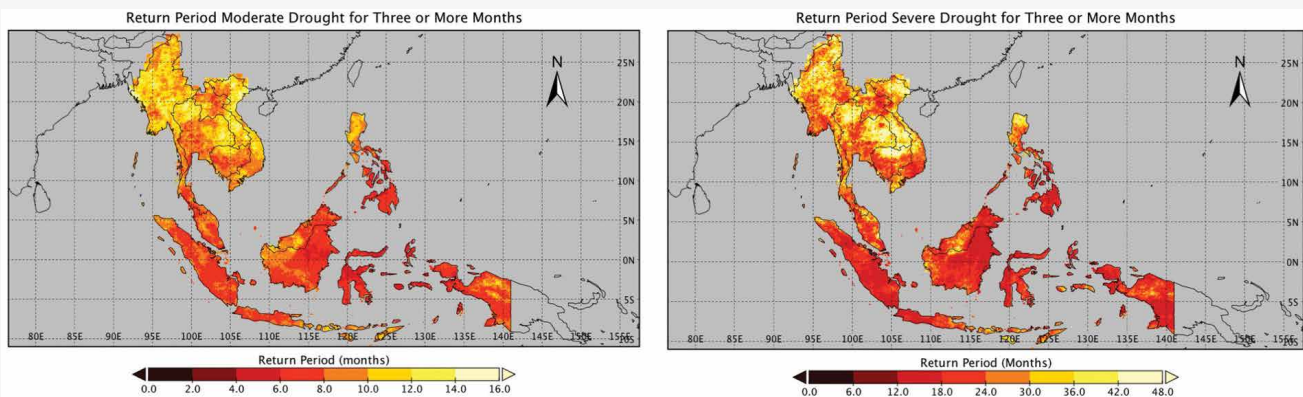 Return Period Moderate Drought for Three or More Months
N
25N
20N
15N
10N
5N
0N
5S
10S
80E 85E 90E 95E 100E 105E 110E 115E 120E 125E 130E 135E 140E 145E 150E 155E
Return Period (months)
0.0 2.0 4.0 6.0 8.0 10.0 12.0 14.0 16.0
Return Period Severe Drought for Three or More Months
N
25N
20N
15N
10N
5N
0N
5S
10S
80E 85E 90E 95E 100E 105E 110E 115E 120E 125E 130E 135E 140E 145E 150E 155E
Return Period (Months)
0.0 6.0 12.0 18.0 24.0 30.0 36.0 42.0 48.0